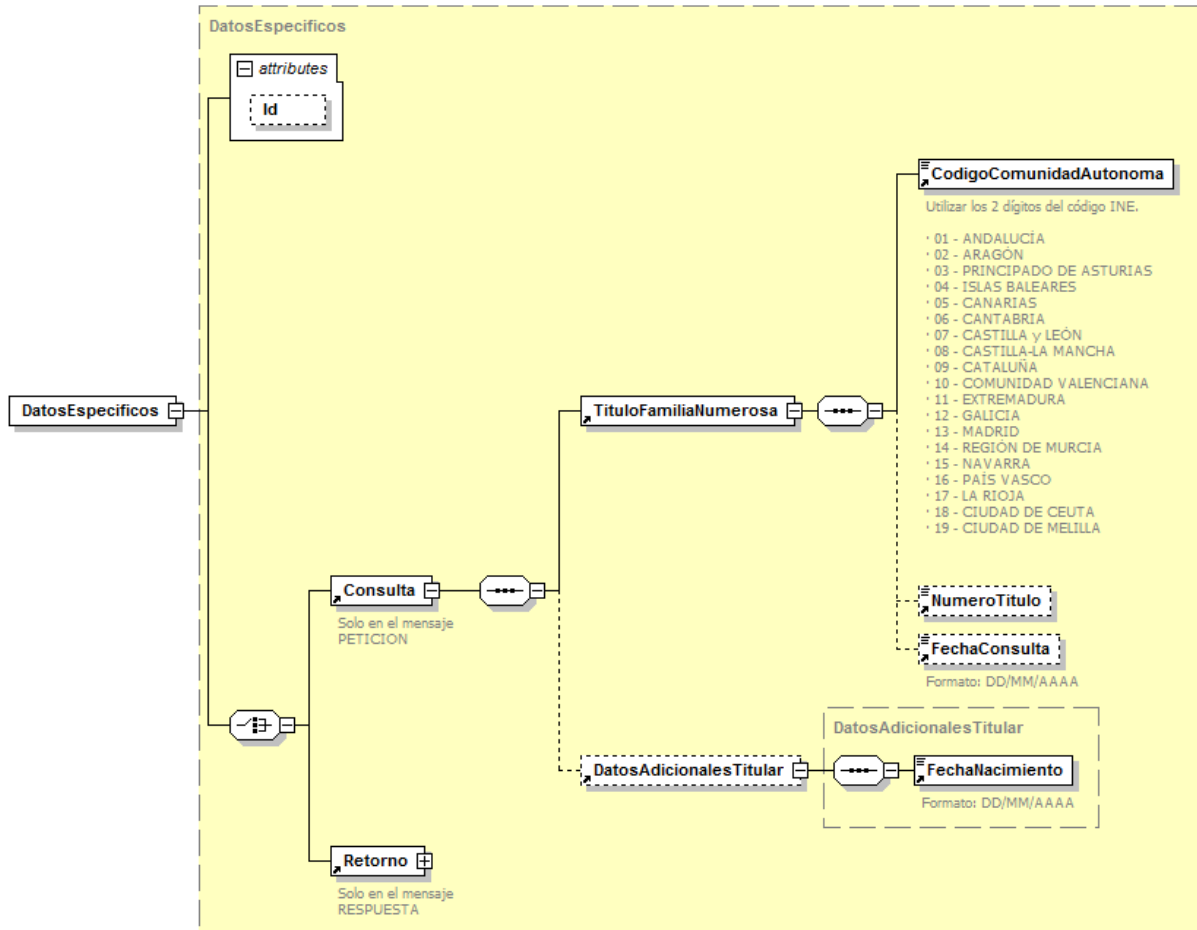 DatosEspecificos
attributes
Id
CodigoComunidadAutonoma
Utilizar los 2 dígitos del código INE.
· 01 - ANDALUCÍA
· 02 - ARAGÓN
· 03 - PRINCIPADO DE ASTURIAS
· 04 - ISLAS BALEARES
· 05 - CANARIAS
· 06 - CANTABRIA
· 07 - CASTILLA y LEÓN
· 08 - CASTILLA-LA MANCHA
· 09 - CATALUÑA
· 10 - COMUNIDAD VALENCIANA
· 11 - EXTREMADURA
· 12 - GALICIA
· 13 - MADRID
· 14 - REGIÓN DE MURCIA
· 15 - NAVARRA
· 16 - PAÍS VASCO
· 17 - LA RIOJA
· 18 - CIUDAD DE CEUTA
· 19 - CIUDAD DE MELILLA
DatosEspecificos
TituloFamiliaNumerosa
Consulta
Solo en el mensaje
PETICION
NumeroTitulo
FechaConsulta
Formato: DD/MM/AAAA
DatosAdicionalesTitular
DatosAdicionalesTitular
FechaNacimiento
Formato: DD/MM/AAAA
Retorno
Solo en el mensaje
RESPUESTA